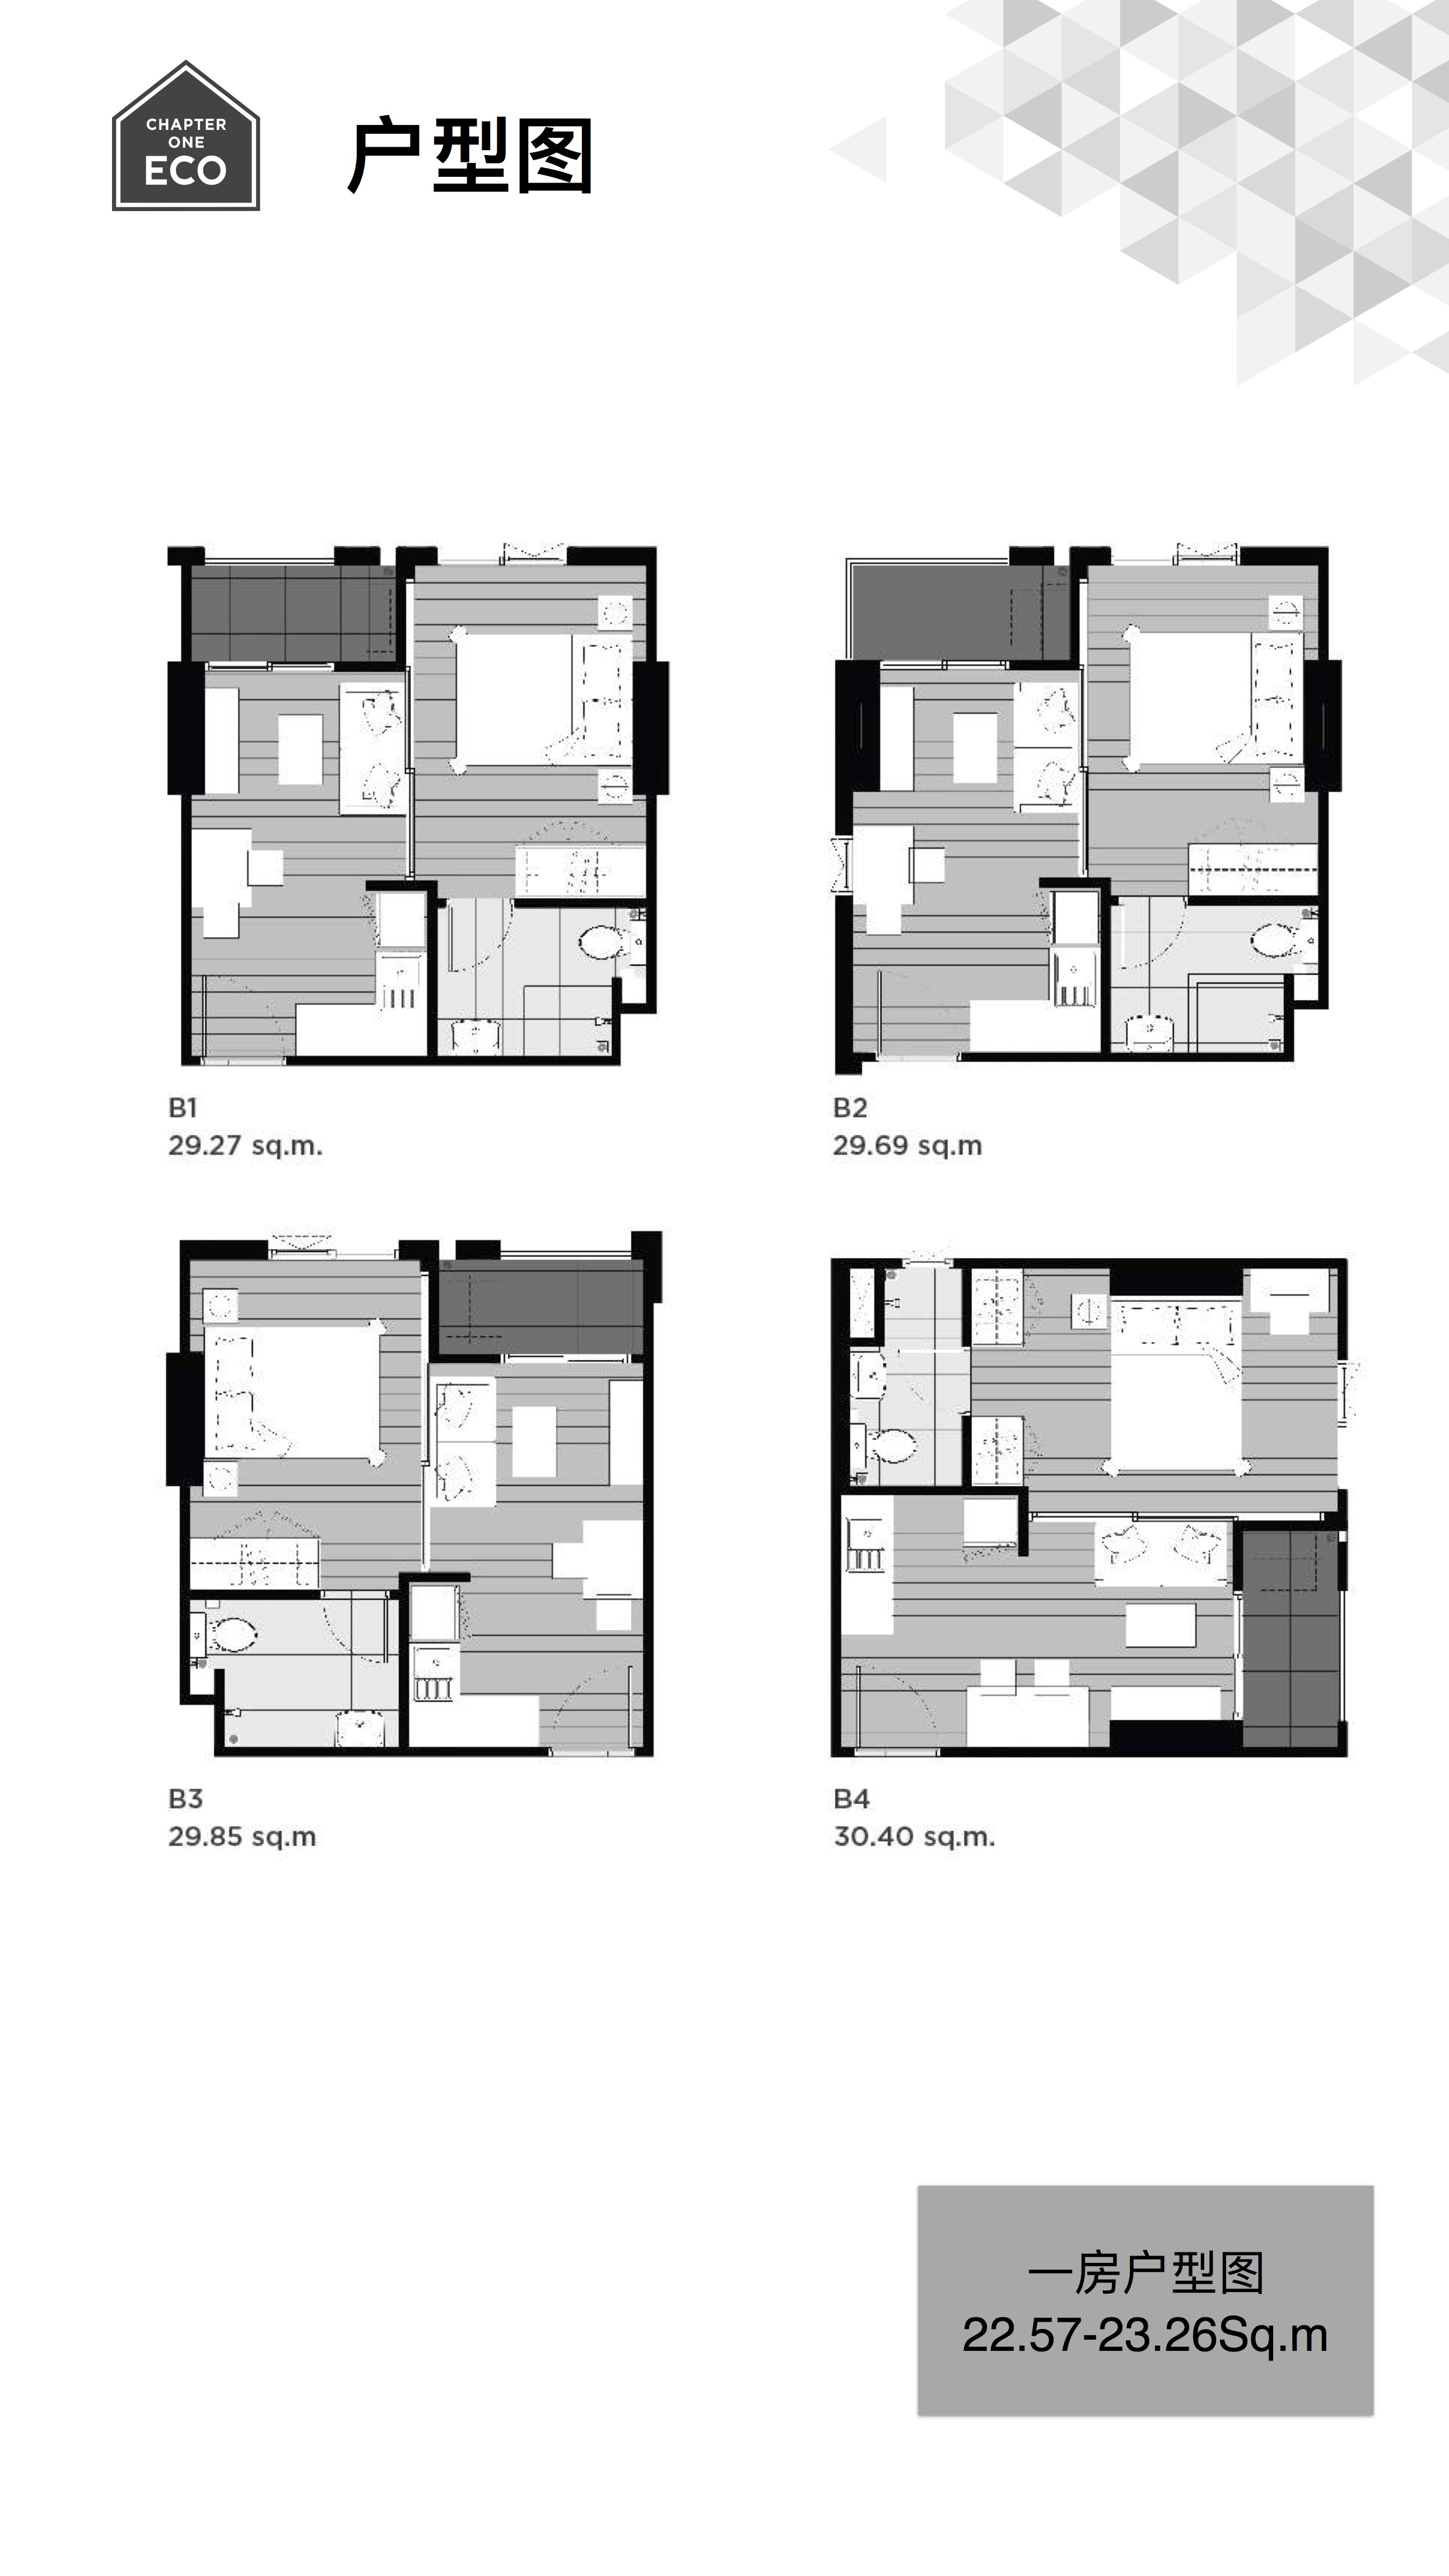 CHAPTER
ONE
ECO
户型图
B1
29.27 sq.m.
B2
29.69 sq.m
B3
29.85 sq.m
B4
30.40 sq.m.
一房户型图
22.57-23.26Sq.m